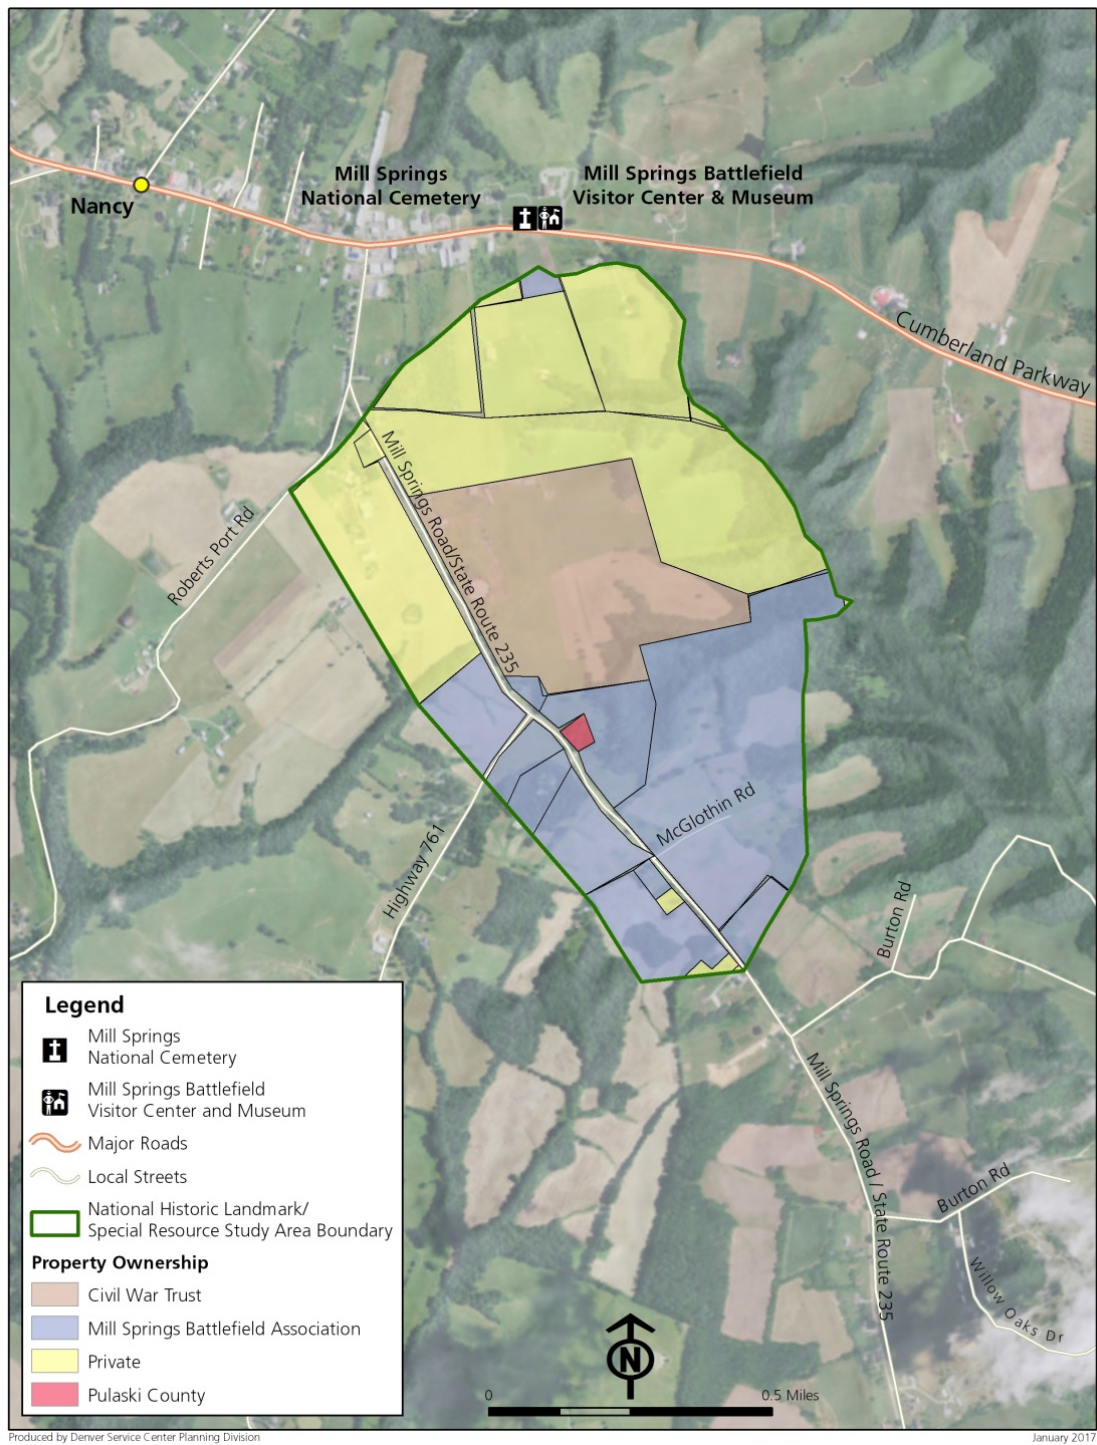 Mill Springs
National Cemetery
Mill Springs Battlefield
Visitor Center & Museum
Nancy
Cumberland Parkway
Mill Springs Road/State Route 235
Roberts Port Rd
McGlothin Rd
Highway 761
Burton Rd
Mill Springs Road / State Route 235
Burton Rd
Willow Oaks Dr
Legend
Mill Springs
National Cemetery
Mill Springs Battlefield
Visitor Center and Museum
Major Roads
Local Streets
National Historic Landmark/
Special Resource Study Area Boundary
Property Ownership
Civil War Trust
Mill Springs Battlefield Association
Private
Pulaski County
N
0 0.5 Miles
Produced by Denver Service Center Planning Division January 2017